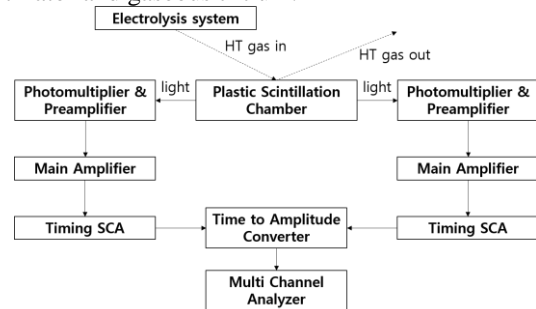 Electrolysis system
HT gas in
HT gas out
Photomultiplier &
Preamplifier
light
Plastic Scintillation
Chamber
light
Photomultiplier &
Preamplifier
Main Amplifier
Main Amplifier
Timing SCA
Time to Amplitude
Converter
Timing SCA
Multi Channel
Analyzer